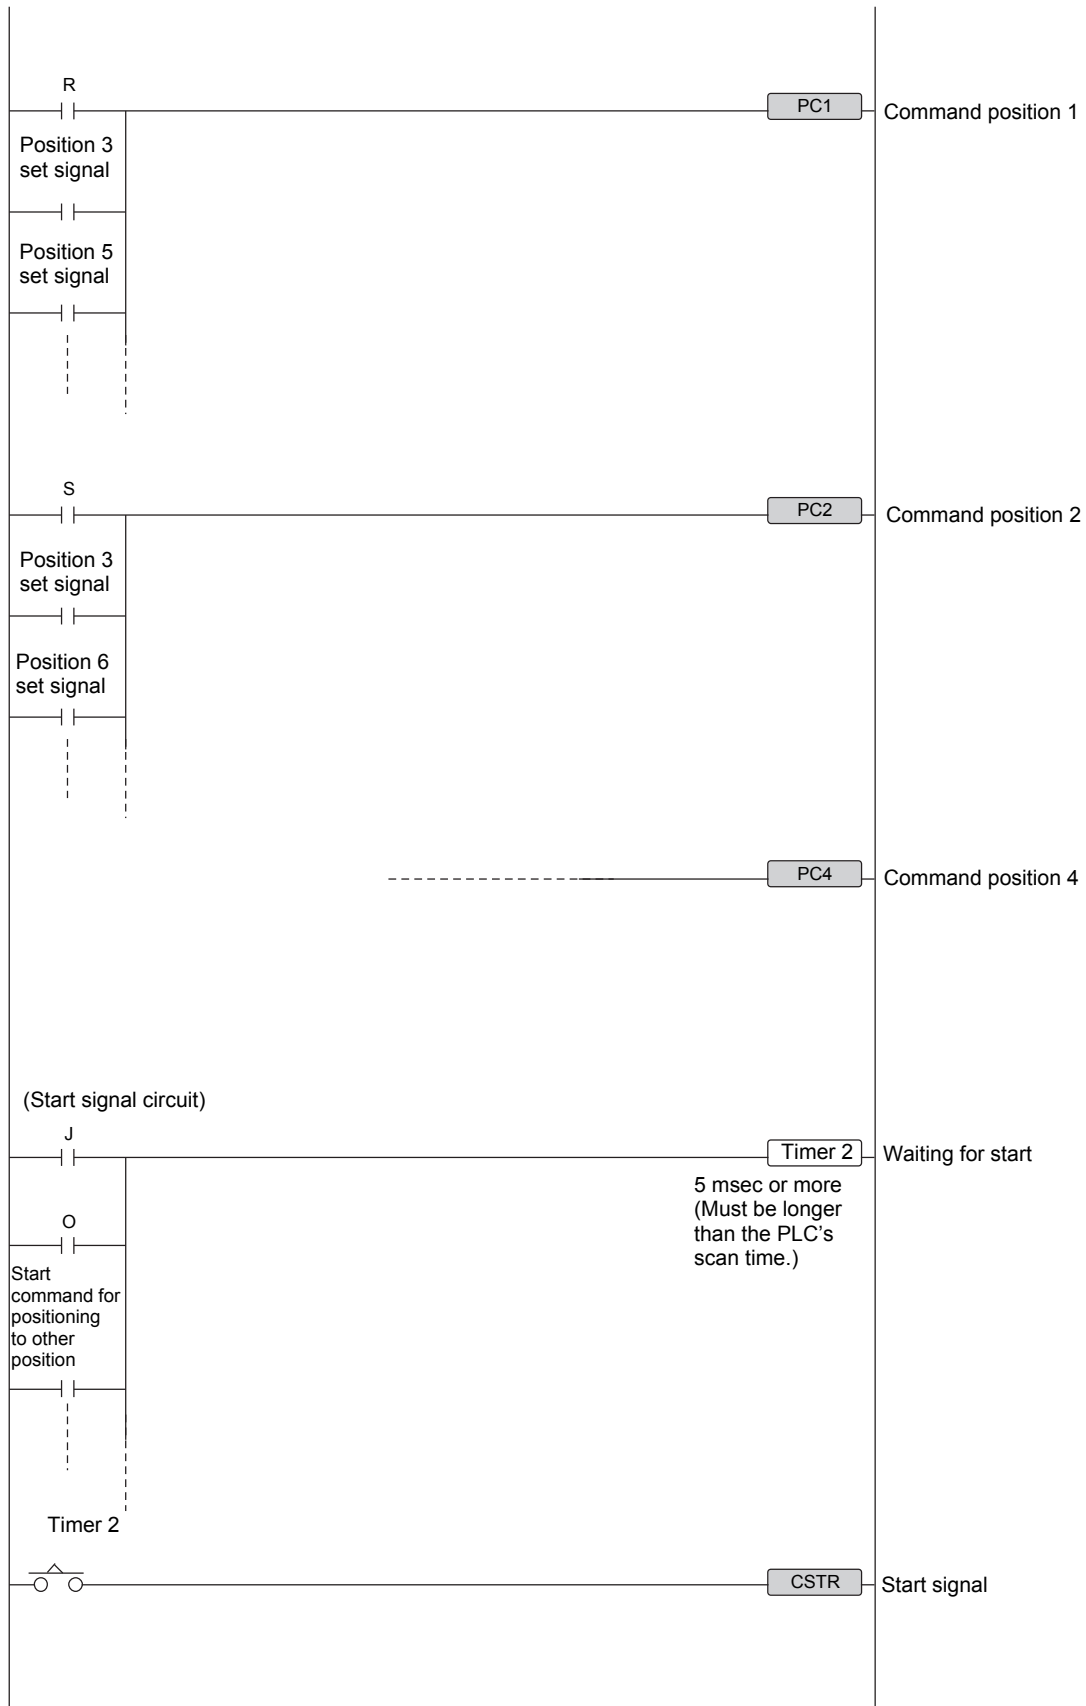 R
PC1
Command position 1
Position 3
set signal
Position 5
set signal
S
PC2
Command position 2
Position 3
set signal
Position 6
set signal
PC4
Command position 4
(Start signal circuit)
J
Timer 2
Waiting for start
5 msec or more
(Must be longer
than the PLC’s
scan time.)
O
Start
command for
positioning
to other
position
Timer 2
CSTR
Start signal